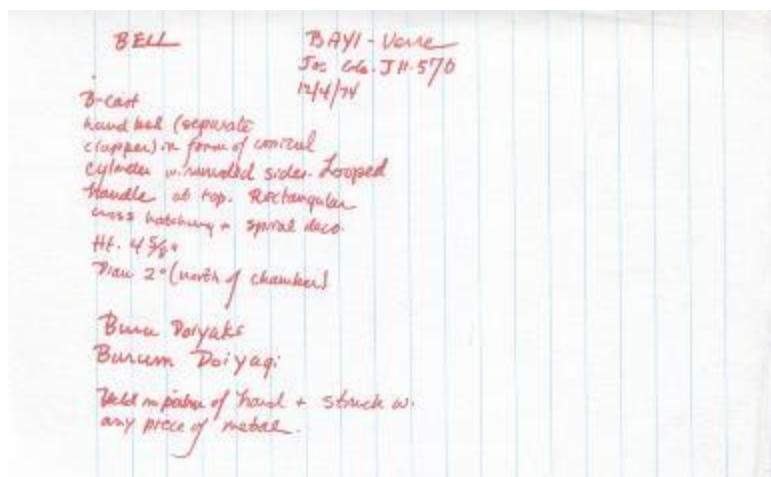 BELL
BAYI-Verre
Jos Mus. JH.570
12/4/74
B-cast
hand bell (separate
clapper) in form of conical
cylinder w. rounded sides. Looped
Handle at top. Rectangular
cross hatching + spiral deco.
Ht. 4 5/8"
Diam 2" (mouth of chamber)
Buru Doiyaks
Burum Doiyagi
Held in palm of hand + struck w.
any piece of metal.